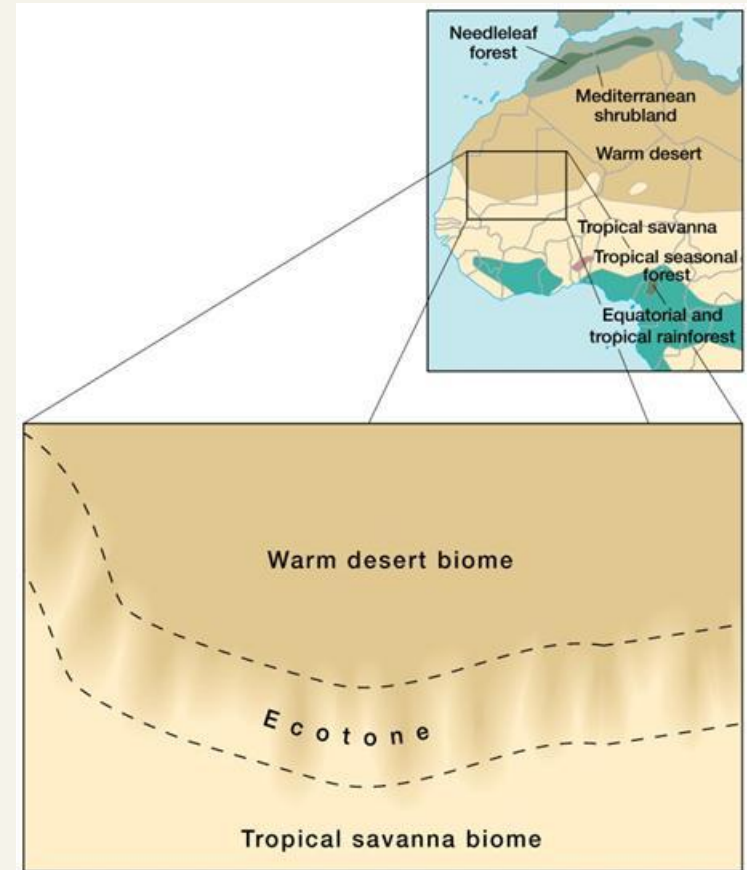 Needleleaf
forest
Mediterranean
shrubland
Warm desert
Tropical savanna
Tropical seasonal
forest
Equatorial and
tropical rainforest
Warm desert biome
Ecotone
Tropical savanna biome